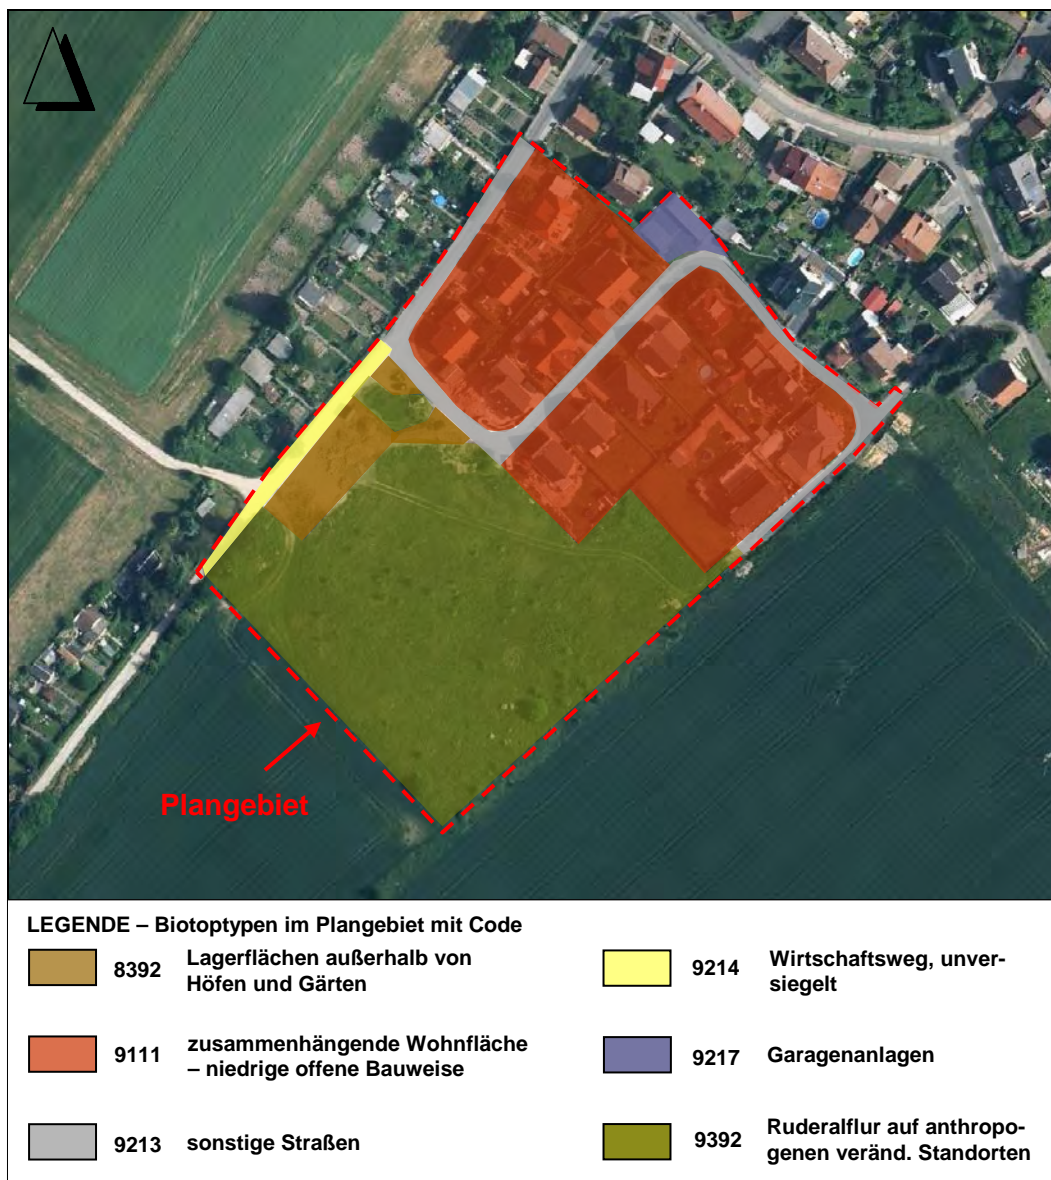 Plangebiet
LEGENDE – Biotoptypen im Plangebiet mit Code
8392
Lagerflächen außerhalb von
Höfen und Gärten
9111
zusammenhängende Wohnfläche
– niedrige offene Bauweise
9213
sonstige Straßen
9214
Wirtschaftsweg, unver-
siegelt
9217
Garagenanlagen
9392
Ruderalflur auf anthropo-
genen veränd. Standorten